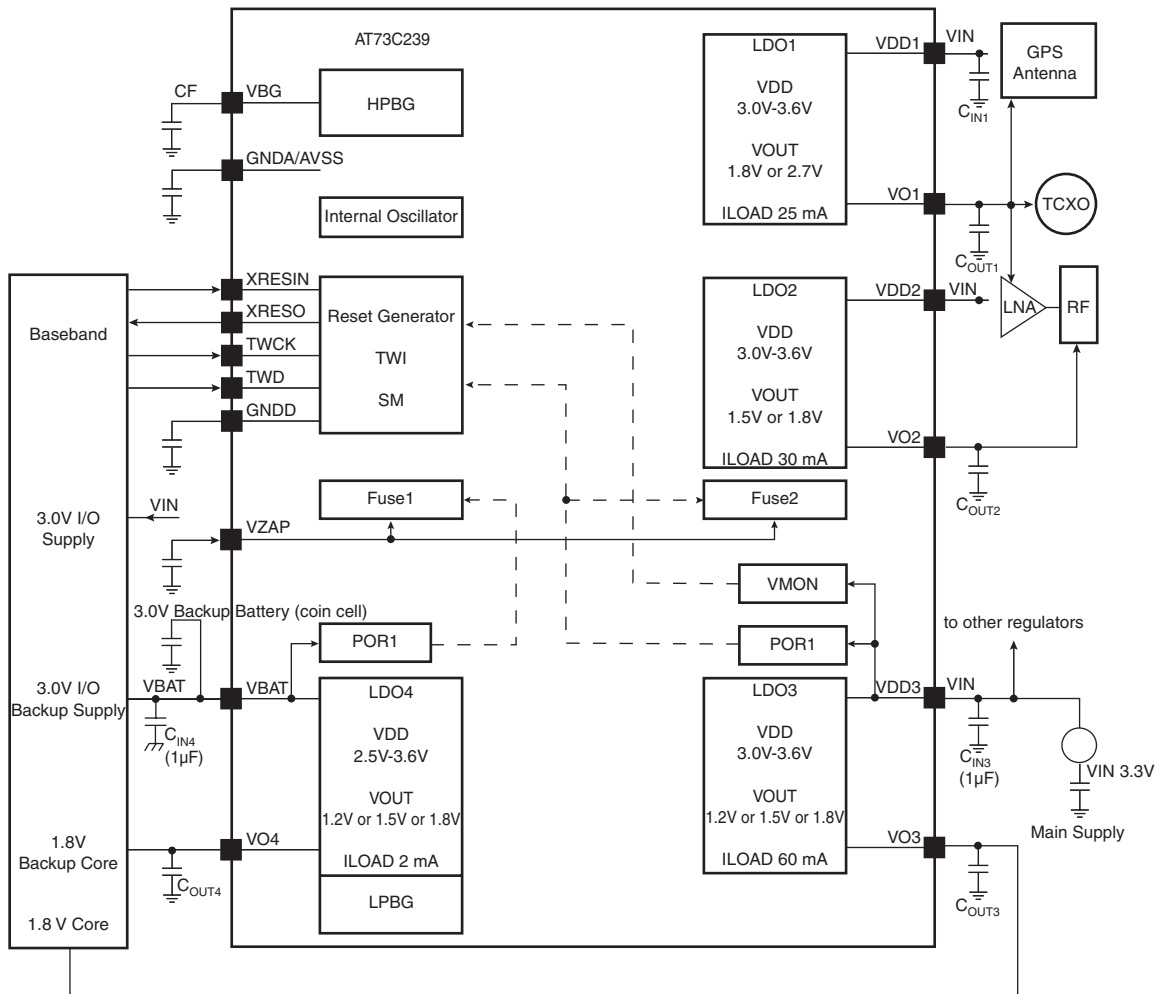 AT73C239
CF
VBG
HPBG
GNDA/AVSS
Internal Oscillator
LDO1
VDD
3.0V-3.6V
VOUT
1.8V or 2.7V
ILOAD 25 mA
VDD1
VIN
C_IN1
GPS
Antenna
VO1
C_OUT1
TCXO
LNA
RF
Baseband
XRESIN
XRESO
TWCK
TWD
GNDD
Reset Generator
TWI
SM
LDO2
VDD
3.0V-3.6V
VOUT
1.5V or 1.8V
ILOAD 30 mA
VDD2
VIN
VO2
C_OUT2
Fuse1
Fuse2
VIN
3.0V I/O
Supply
VZAP
VMON
3.0V Backup Battery (coin cell)
POR1
POR1
to other regulators
3.0V I/O
Backup Supply
VBAT
VBAT
C_IN4
(1µF)
LDO4
VDD
2.5V-3.6V
VOUT
1.2V or 1.5V or 1.8V
ILOAD 2 mA
LPBG
LDO3
VDD
3.0V-3.6V
VOUT
1.2V or 1.5V or 1.8V
ILOAD 60 mA
VDD3
VIN
C_IN3
(1µF)
VIN 3.3V
Main Supply
1.8V
Backup Core
VO4
C_OUT4
VO3
C_OUT3
1.8 V Core